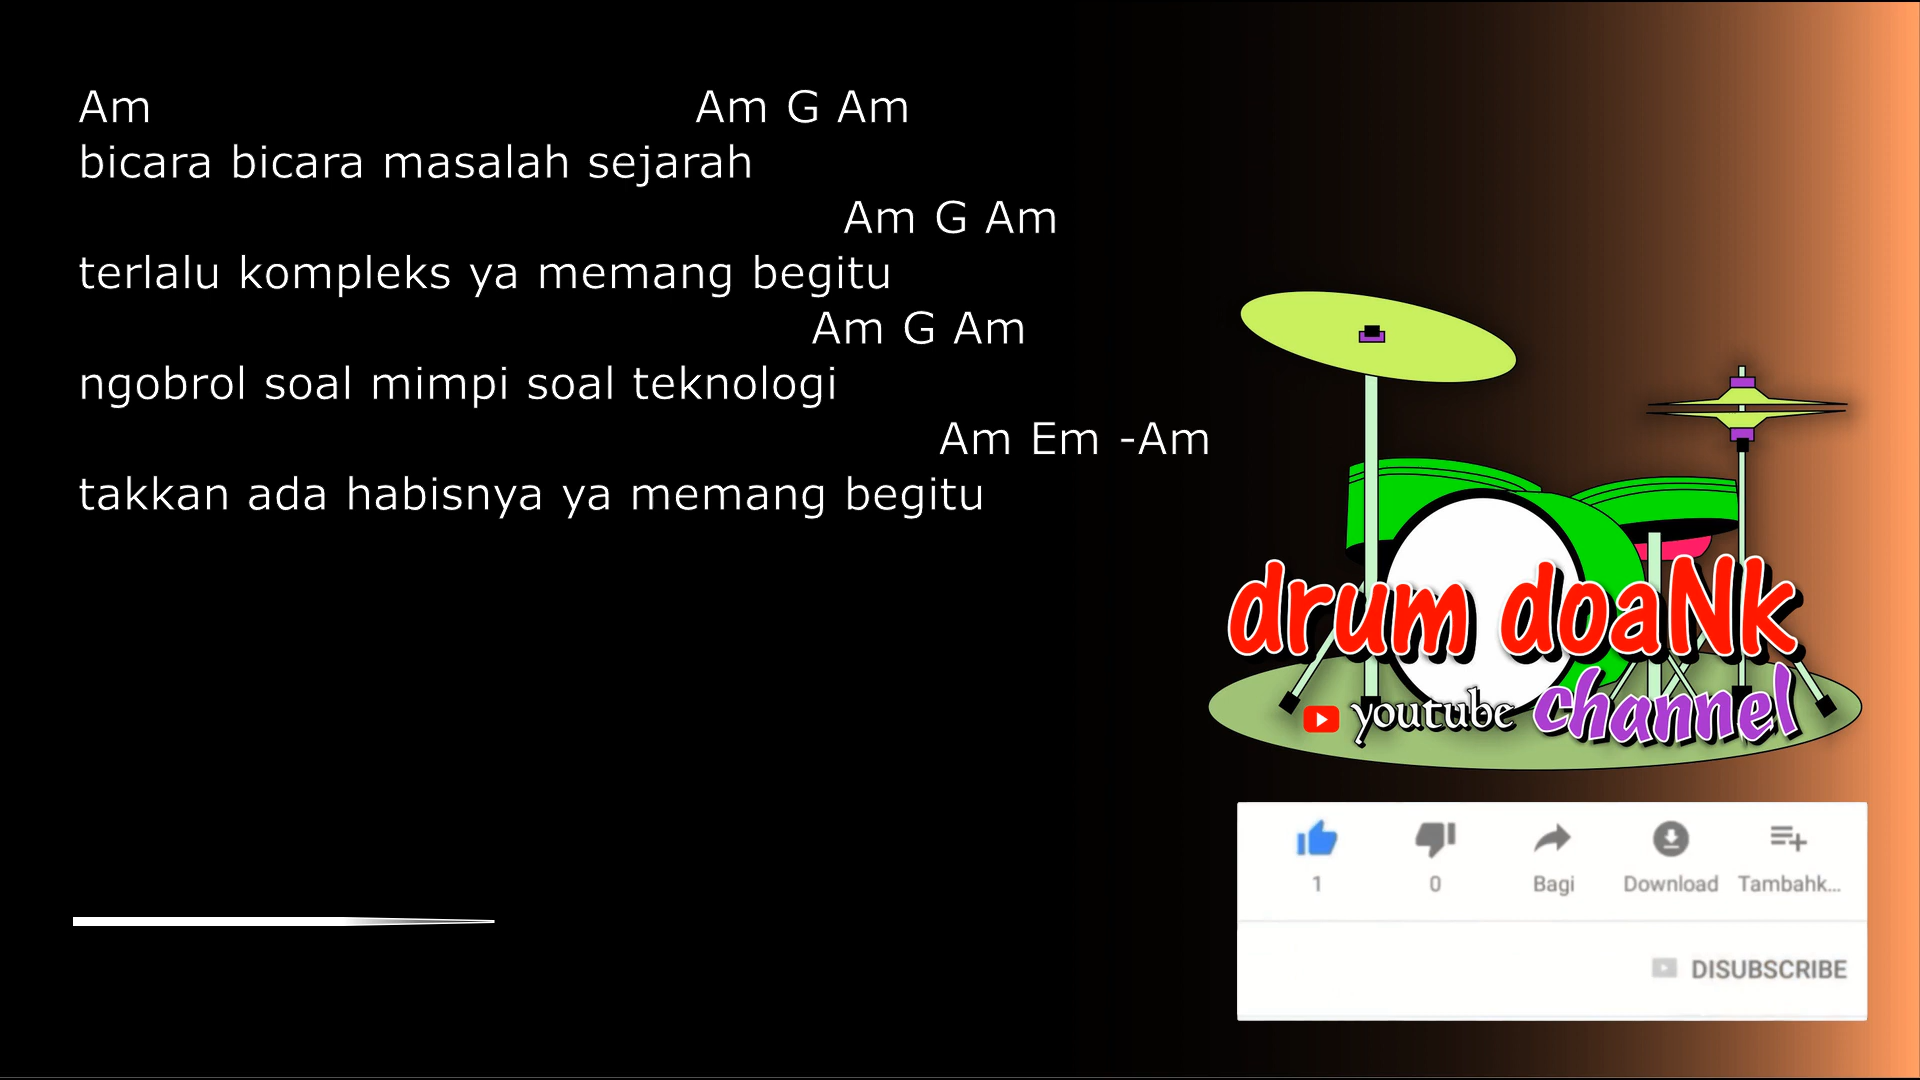 Am Am G Am
bicara bicara masalah sejarah
Am G Am
terlalu kompleks ya memang begitu
Am G Am
ngobrol soal mimpi soal teknologi
Am Em -Am
takkan ada habisnya ya memang begitu
drum doaNk
youtube channel
1 0 Bagi Download Tambahk...
DISUBSCRIBE